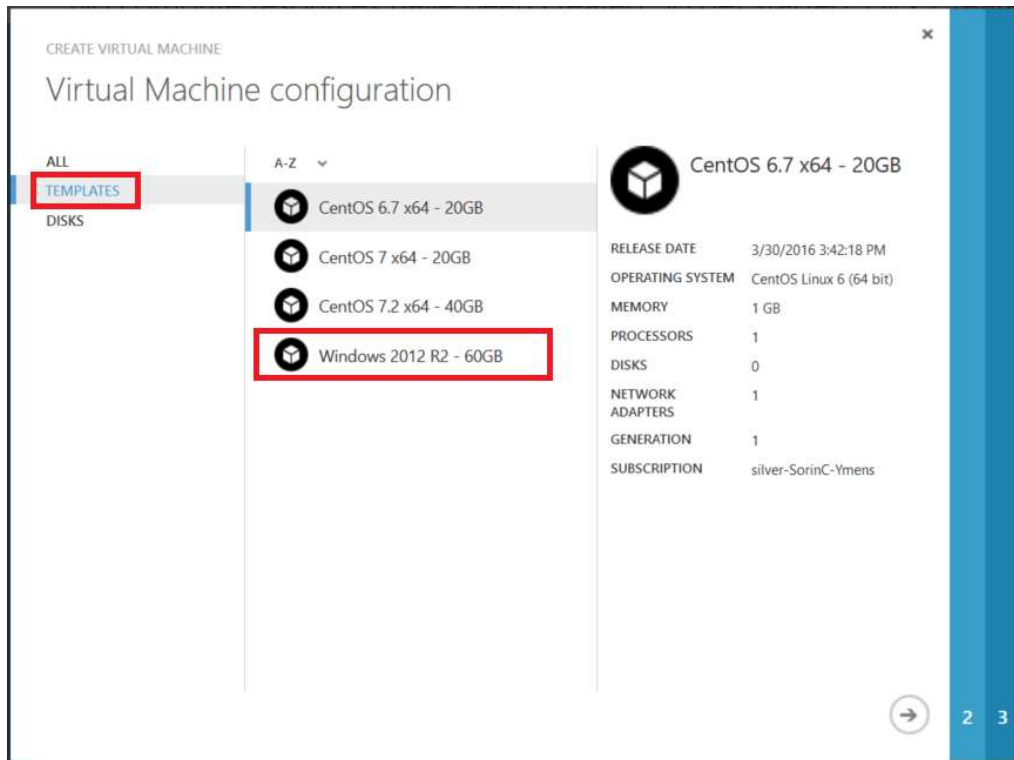 CREATE VIRTUAL MACHINE
Virtual Machine configuration
ALL
TEMPLATES
DISKS
A-Z
CentOS 6.7 x64 - 20GB
CentOS 7 x64 - 20GB
CentOS 7.2 x64 - 40GB
Windows 2012 R2 - 60GB
CentOS 6.7 x64 - 20GB
RELEASE DATE 3/30/2016 3:42:18 PM
OPERATING SYSTEM CentOS Linux 6 (64 bit)
MEMORY 1 GB
PROCESSORS 1
DISKS 0
NETWORK 1
ADAPTERS
GENERATION 1
SUBSCRIPTION silver-SorinC-Ymens
2 3